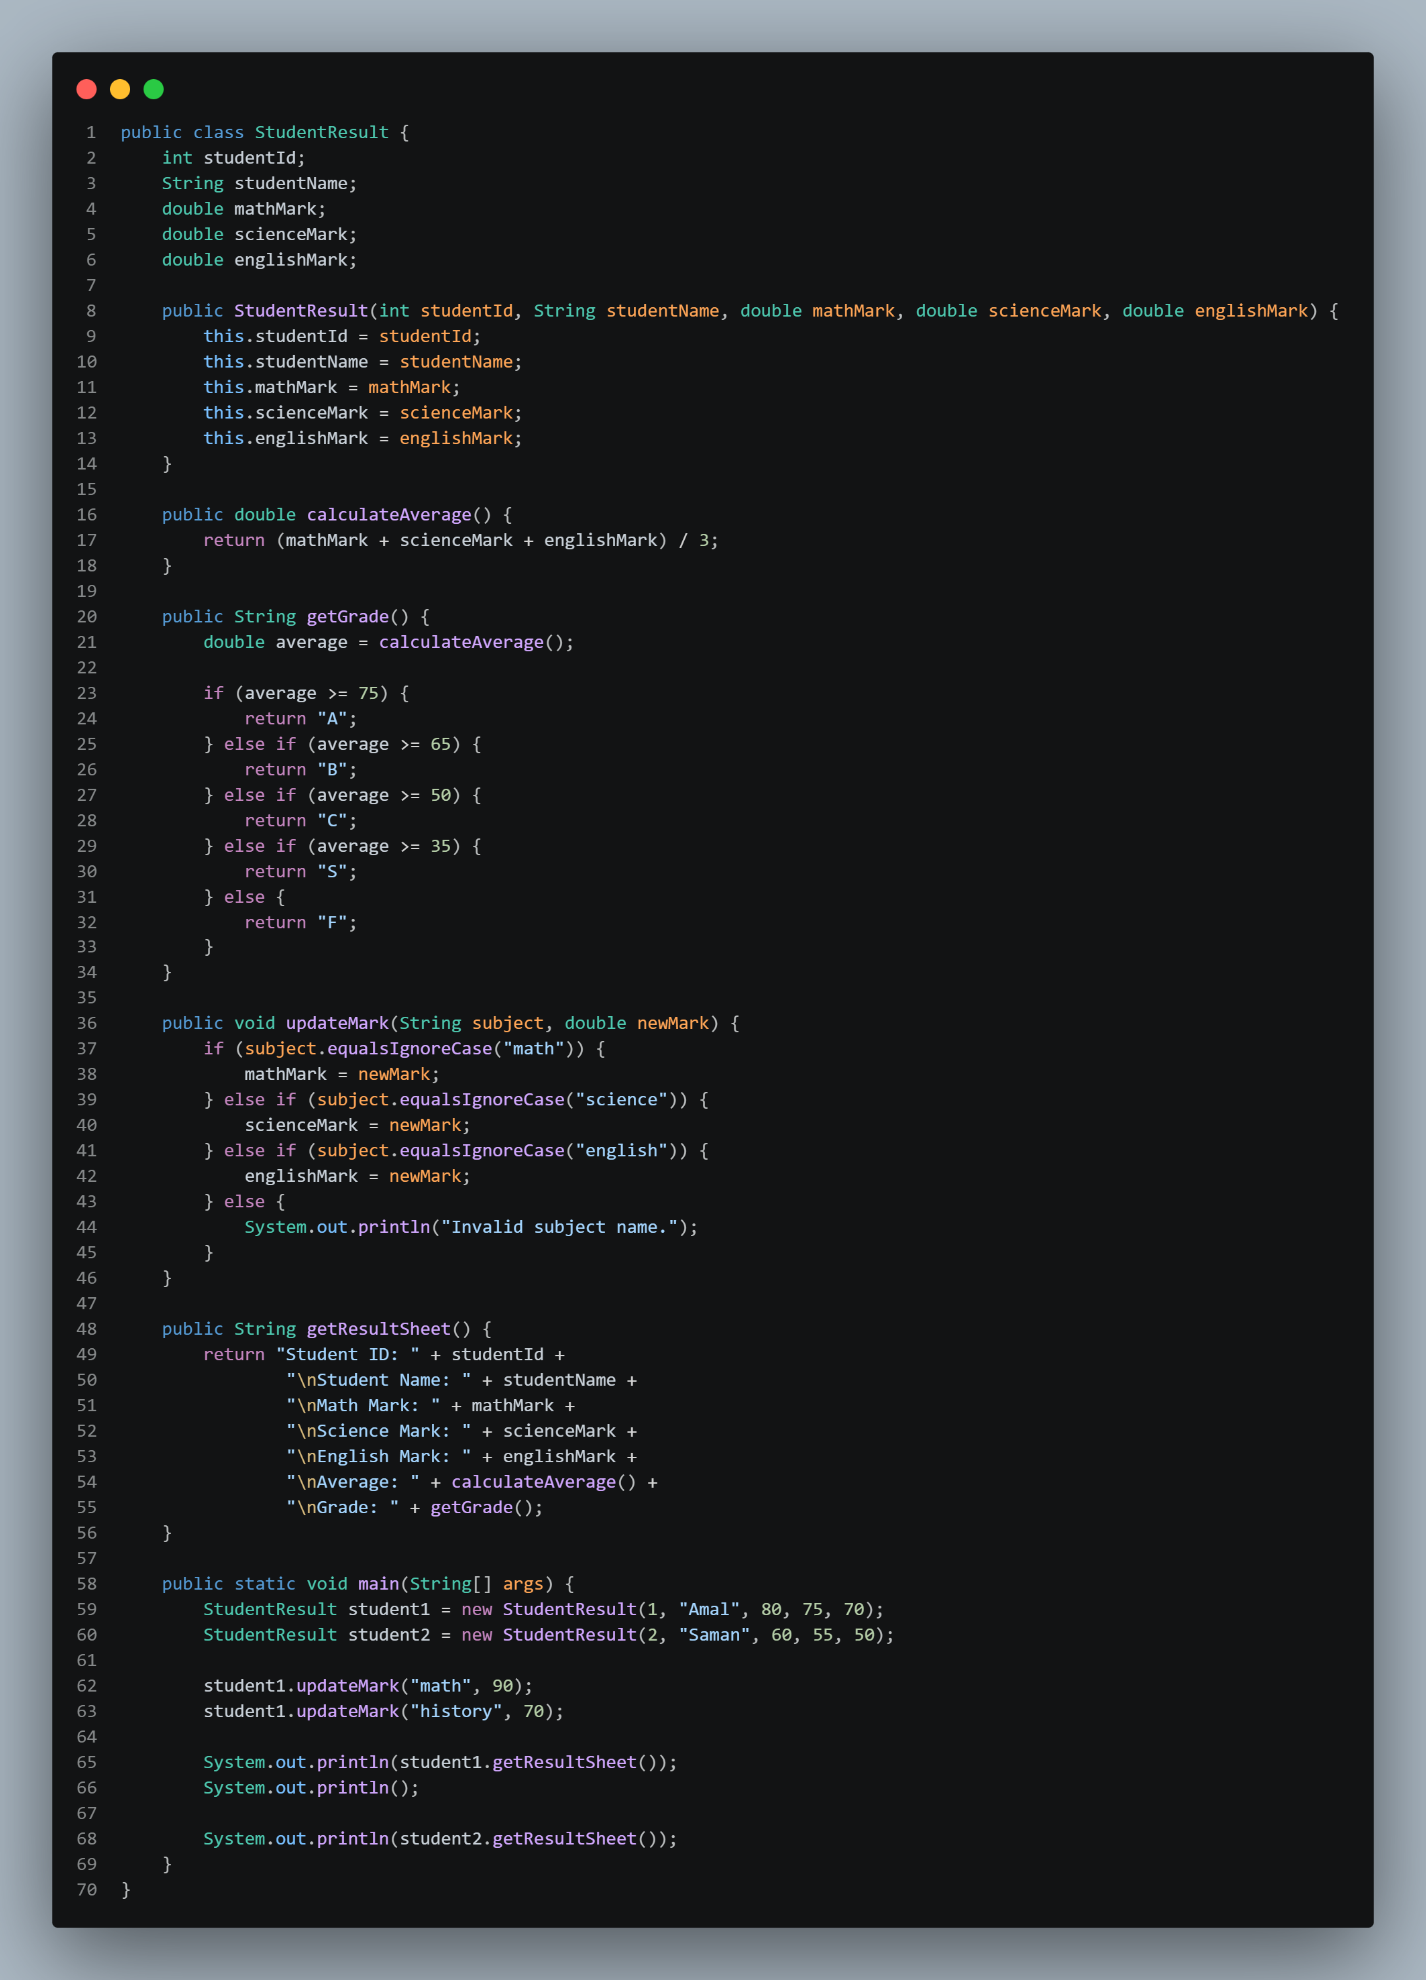 1 public class StudentResult {
2     int studentId;
3     String studentName;
4     double mathMark;
5     double scienceMark;
6     double englishMark;
7
8     public StudentResult(int studentId, String studentName, double mathMark, double scienceMark, double englishMark) {
9         this.studentId = studentId;
10         this.studentName = studentName;
11         this.mathMark = mathMark;
12         this.scienceMark = scienceMark;
13         this.englishMark = englishMark;
14     }
15
16     public double calculateAverage() {
17         return (mathMark + scienceMark + englishMark) / 3;
18     }
19
20     public String getGrade() {
21         double average = calculateAverage();
22
23         if (average >= 75) {
24             return "A";
25         } else if (average >= 65) {
26             return "B";
27         } else if (average >= 50) {
28             return "C";
29         } else if (average >= 35) {
30             return "S";
31         } else {
32             return "F";
33         }
34     }
35
36     public void updateMark(String subject, double newMark) {
37         if (subject.equalsIgnoreCase("math")) {
38             mathMark = newMark;
39         } else if (subject.equalsIgnoreCase("science")) {
40             scienceMark = newMark;
41         } else if (subject.equalsIgnoreCase("english")) {
42             englishMark = newMark;
43         } else {
44             System.out.println("Invalid subject name.");
45         }
46     }
47
48     public String getResultSheet() {
49         return "Student ID: " + studentId +
50                 "\nStudent Name: " + studentName +
51                 "\nMath Mark: " + mathMark +
52                 "\nScience Mark: " + scienceMark +
53                 "\nEnglish Mark: " + englishMark +
54                 "\nAverage: " + calculateAverage() +
55                 "\nGrade: " + getGrade();
56     }
57
58     public static void main(String[] args) {
59         StudentResult student1 = new StudentResult(1, "Amal", 80, 75, 70);
60         StudentResult student2 = new StudentResult(2, "Saman", 60, 55, 50);
61
62         student1.updateMark("math", 90);
63         student1.updateMark("history", 70);
64
65         System.out.println(student1.getResultSheet());
66         System.out.println();
67
68         System.out.println(student2.getResultSheet());
69     }
70 }